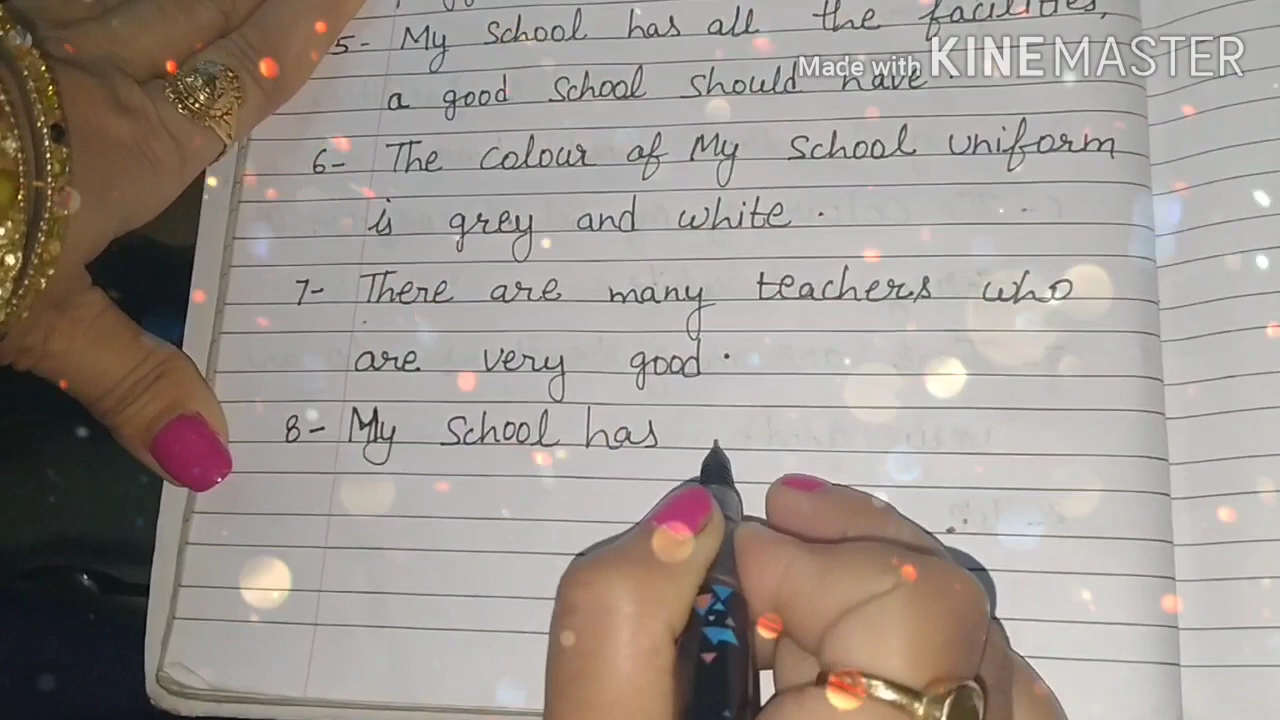 5- My School has all the facilities,
Made with KINEMASTER
a good School should have
6- The Colour of My School Uniform
is grey and white.
7- There are many teachers who
are very good.
8- My School has